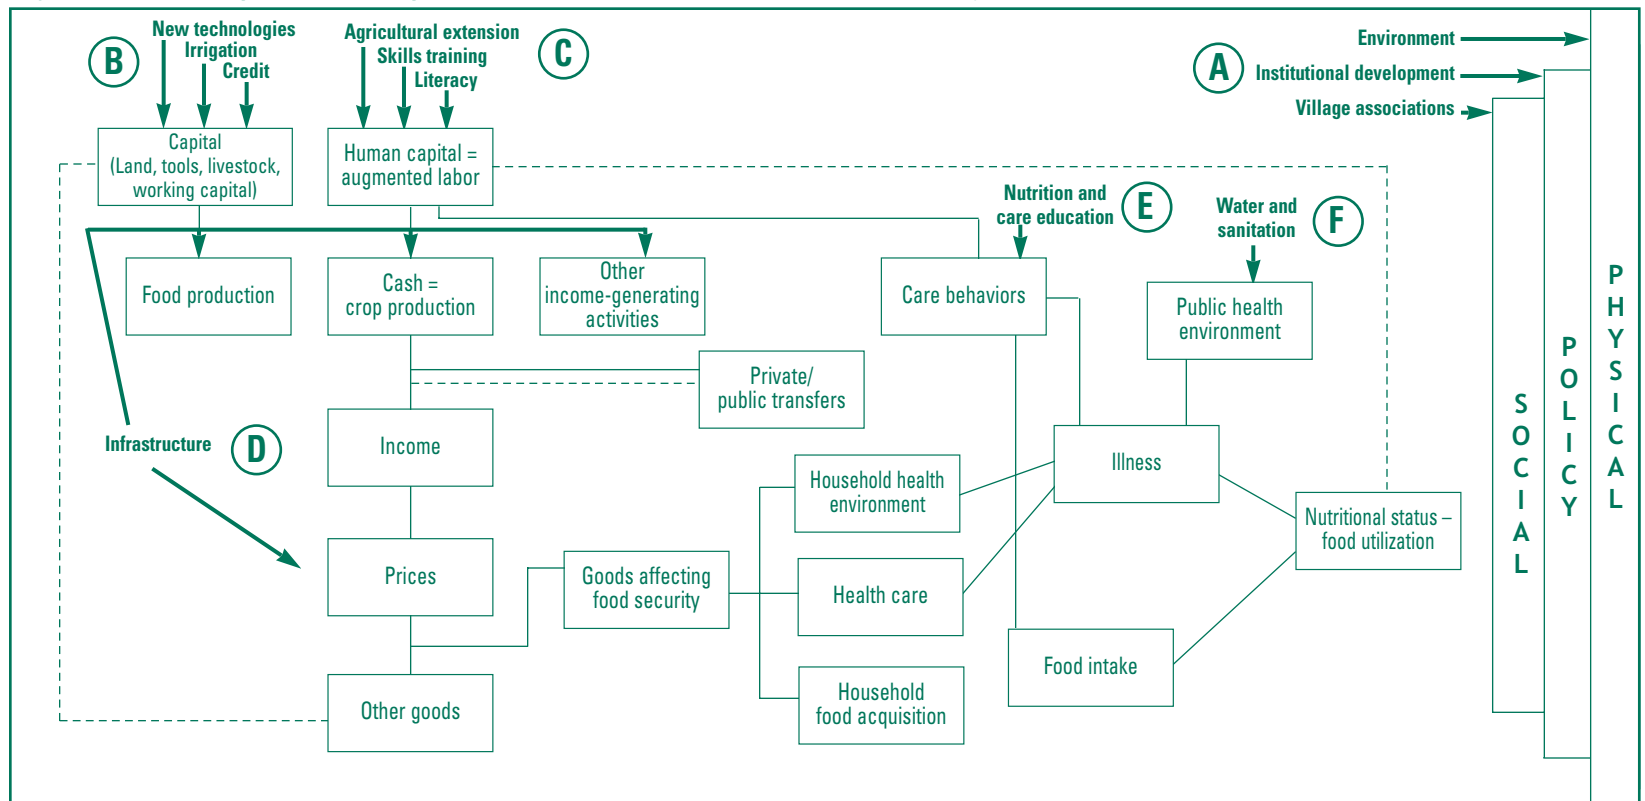 New technologies
Irrigation
Credit
B
Agricultural extension
Skills training
Literacy
C
A
Environment
Institutional development
Village associations
Capital
(Land, tools, livestock,
working capital)
Human capital =
augmented labor
Nutrition and
care education
E
Water and
sanitation
F
Food production
Cash =
crop production
Other
income-generating
activities
Care behaviors
Public health
environment
Private/
public transfers
Infrastructure
D
Income
Household health
environment
Illness
Nutritional status –
food utilization
Prices
Goods affecting
food security
Health care
Food intake
Other goods
Household
food acquisition
SOCIAL
POLICY
PHYSICAL